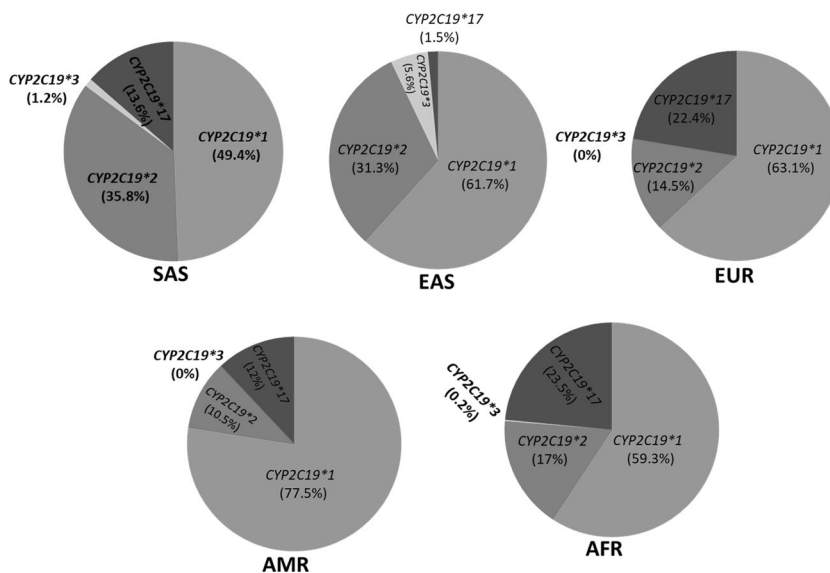 CYP2C19*3
(1.2%)
CYP2C19*17
(13.6%)
CYP2C19*1
(49.4%)
CYP2C19*2
(35.8%)
SAS
CYP2C19*17
(1.5%)
CYP2C19*3
(5.6%)
CYP2C19*2
(31.3%)
CYP2C19*1
(61.7%)
EAS
CYP2C19*17
(22.4%)
CYP2C19*3
(0%)
CYP2C19*2
(14.5%)
CYP2C19*1
(63.1%)
EUR
CYP2C19*3
(0%)
CYP2C19*17
(12%)
CYP2C19*2
(10.5%)
CYP2C19*1
(77.5%)
AMR
CYP2C19*3
(0.2%)
CYP2C19*17
(23.5%)
CYP2C19*2
(17%)
CYP2C19*1
(59.3%)
AFR